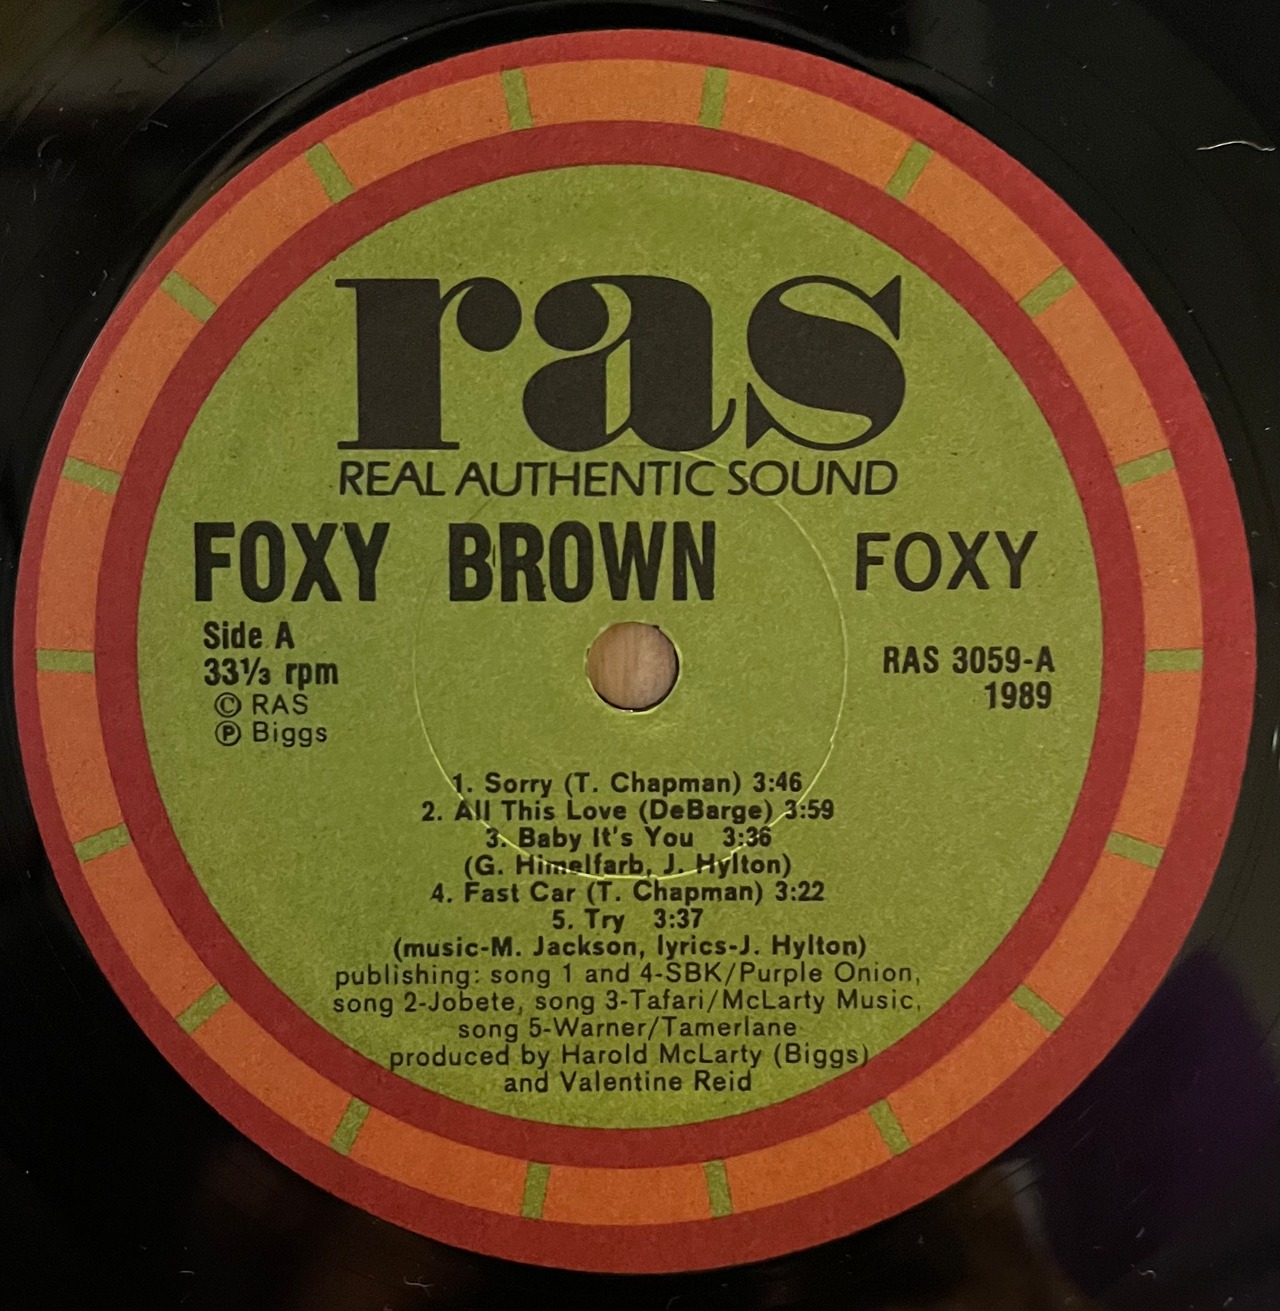 ras
REAL AUTHENTIC SOUND
FOXY BROWN FOXY
Side A
33⅓ rpm
© RAS
℗ Biggs
RAS 3059-A
1989
1. Sorry (T. Chapman) 3:46
2. All This Love (DeBarge) 3:59
3. Baby It's You 3:36
(G. Himelfarb, J. Hylton)
4. Fast Car (T. Chapman) 3:22
5. Try 3:37
(music-M. Jackson, lyrics-J. Hylton)
publishing: song 1 and 4-SBK/Purple Onion,
song 2-Jobete, song 3-Tafari/McLarty Music,
song 5-Warner/Tamerlane
produced by Harold McLarty (Biggs)
and Valentine Reid